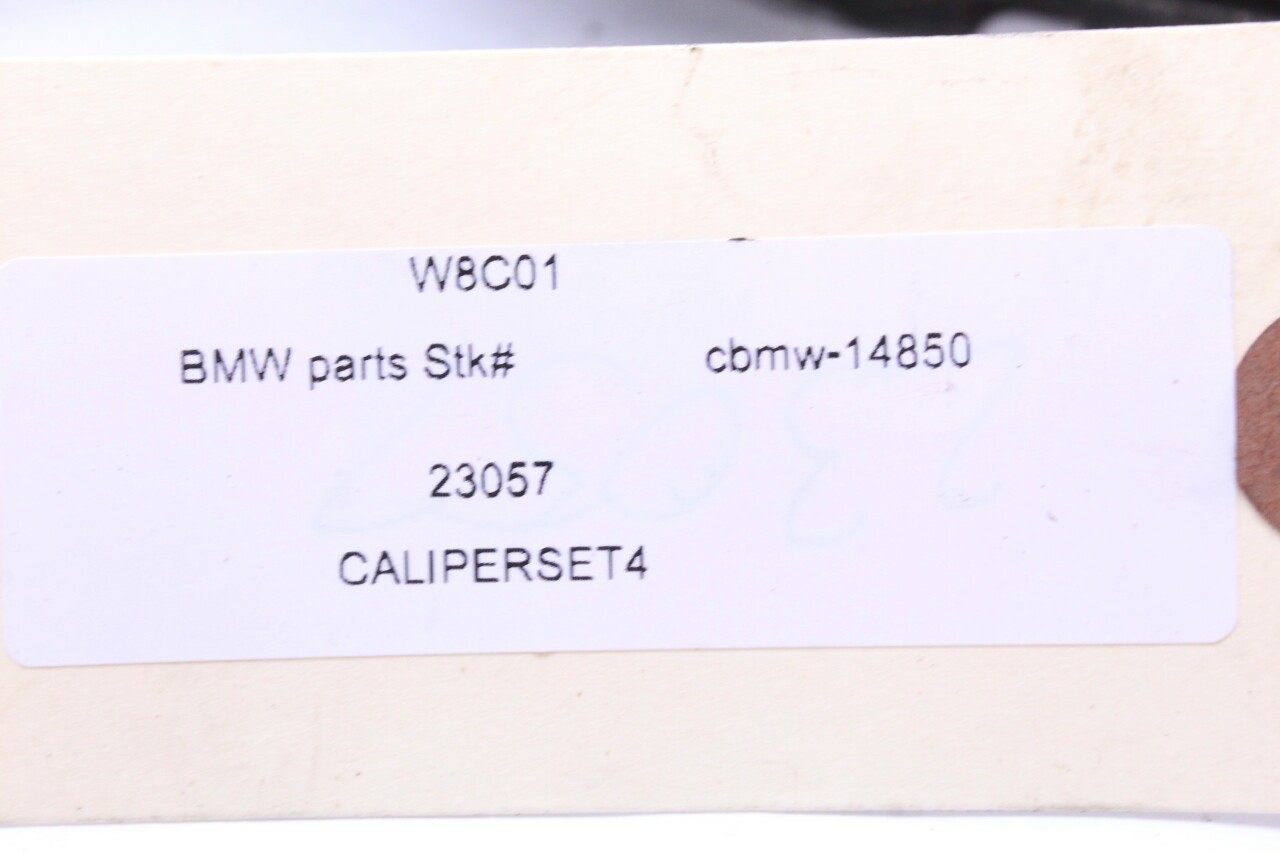 W8C01
BMW parts Stk# cbmw-14850
23057
CALIPERSET4